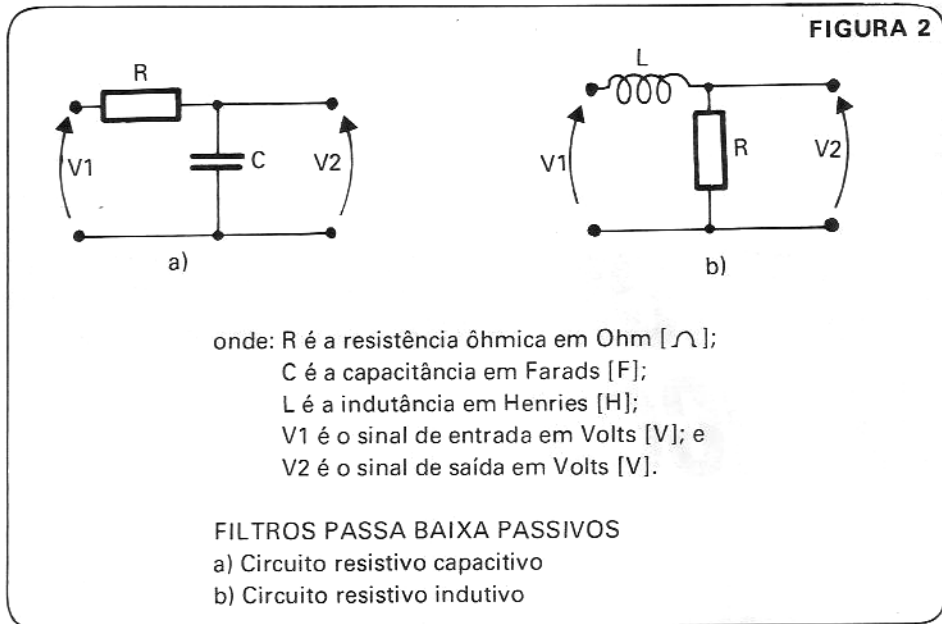 FIGURA 2
R
V1
C
V2
a)
L
V1
R
V2
b)
onde: R é a resistência ôhmica em Ohm [Ω];
C é a capacitância em Farads [F];
L é a indutância em Henries [H];
V1 é o sinal de entrada em Volts [V]; e
V2 é o sinal de saída em Volts [V].
FILTROS PASSA BAIXA PASSIVOS
a) Circuito resistivo capacitivo
b) Circuito resistivo indutivo